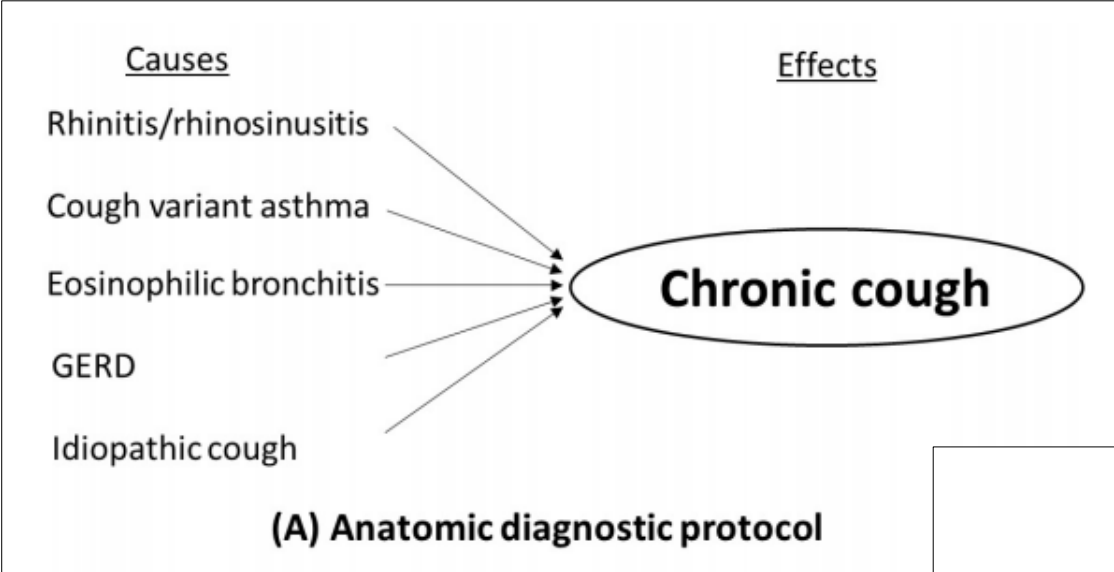 Causes
Effects
Rhinitis/rhinosinusitis
Cough variant asthma
Eosinophilic bronchitis
Chronic cough
GERD
Idiopathic cough
(A) Anatomic diagnostic protocol